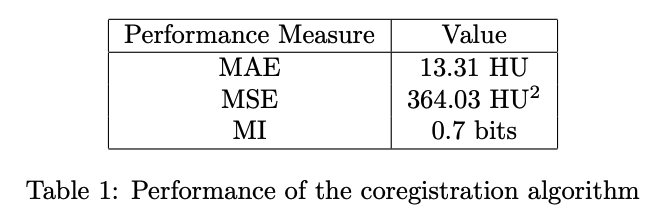 Performance Measure Value
MAE 13.31 HU
MSE 364.03 HU²
MI 0.7 bits
Table 1: Performance of the coregistration algorithm